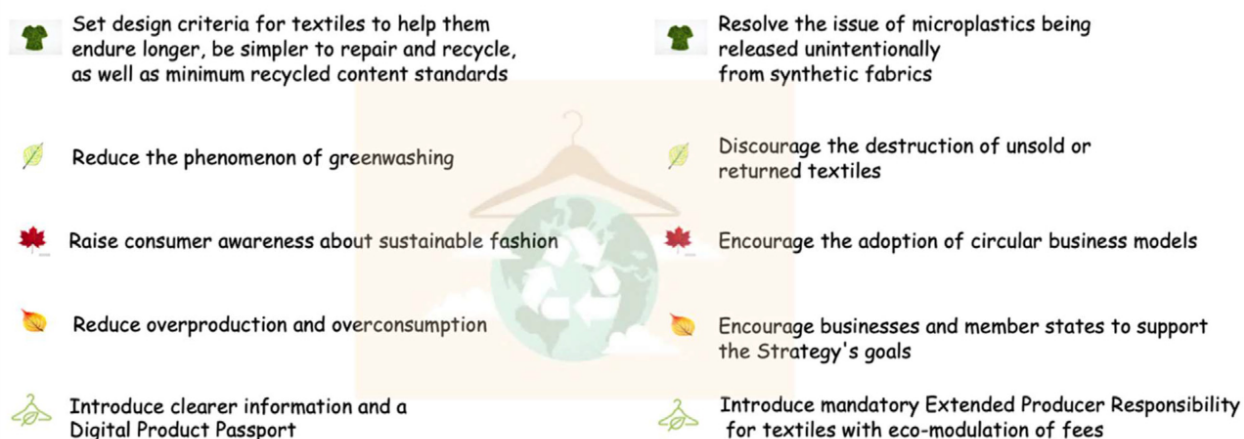 Set design criteria for textiles to help them
endure longer, be simpler to repair and recycle,
as well as minimum recycled content standards
Reduce the phenomenon of greenwashing
Raise consumer awareness about sustainable fashion
Reduce overproduction and overconsumption
Introduce clearer information and a
Digital Product Passport
Resolve the issue of microplastics being
released unintentionally
from synthetic fabrics
Discourage the destruction of unsold or
returned textiles
Encourage the adoption of circular business models
Encourage businesses and member states to support
the Strategy's goals
Introduce mandatory Extended Producer Responsibility
for textiles with eco-modulation of fees